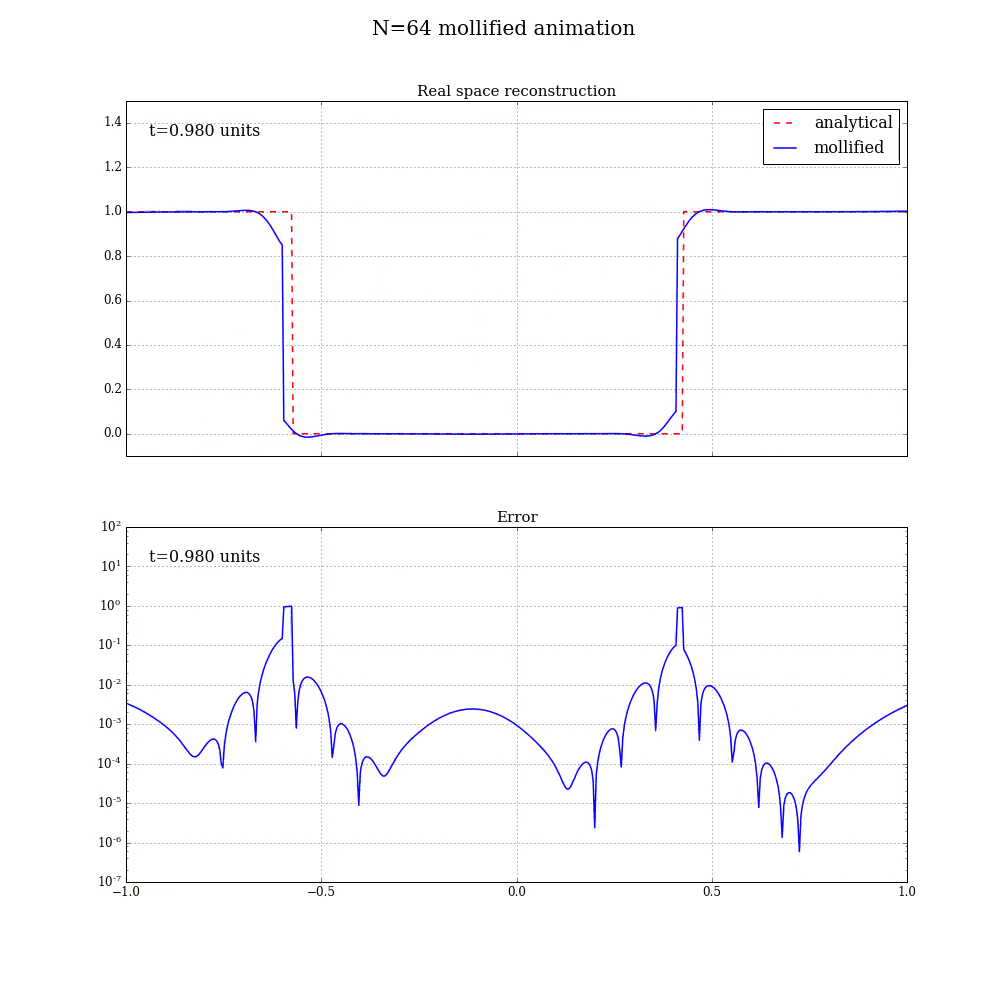 N=64 mollified animation
Real space reconstruction
t=0.980 units
analytical
mollified
1.4
1.2
1.0
0.8
0.6
0.4
0.2
0.0
Error
t=0.980 units
10²
10¹
10⁰
10⁻¹
10⁻²
10⁻³
10⁻⁴
10⁻⁵
10⁻⁶
10⁻⁷
−1.0 −0.5 0.0 0.5 1.0